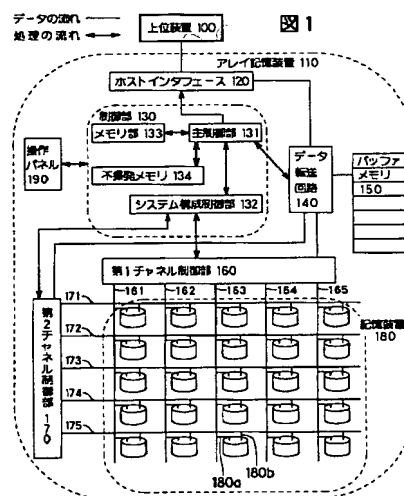 データの流れ
処理の流れ
図1
上位装置 100
アレイ記憶装置 110
ホストインタフェース 120
制御部 130
メモリ部 133
主制御部 131
不揮発メモリ 134
システム構成制御部 132
操作
パネル
190
データ
転送
回路
140
バッファ
メモリ
150
第1チャネル制御部 160
161
162
163
164
165
171
172
173
174
175
第2チャネル制御部 170
記憶装置
180
180a
180b